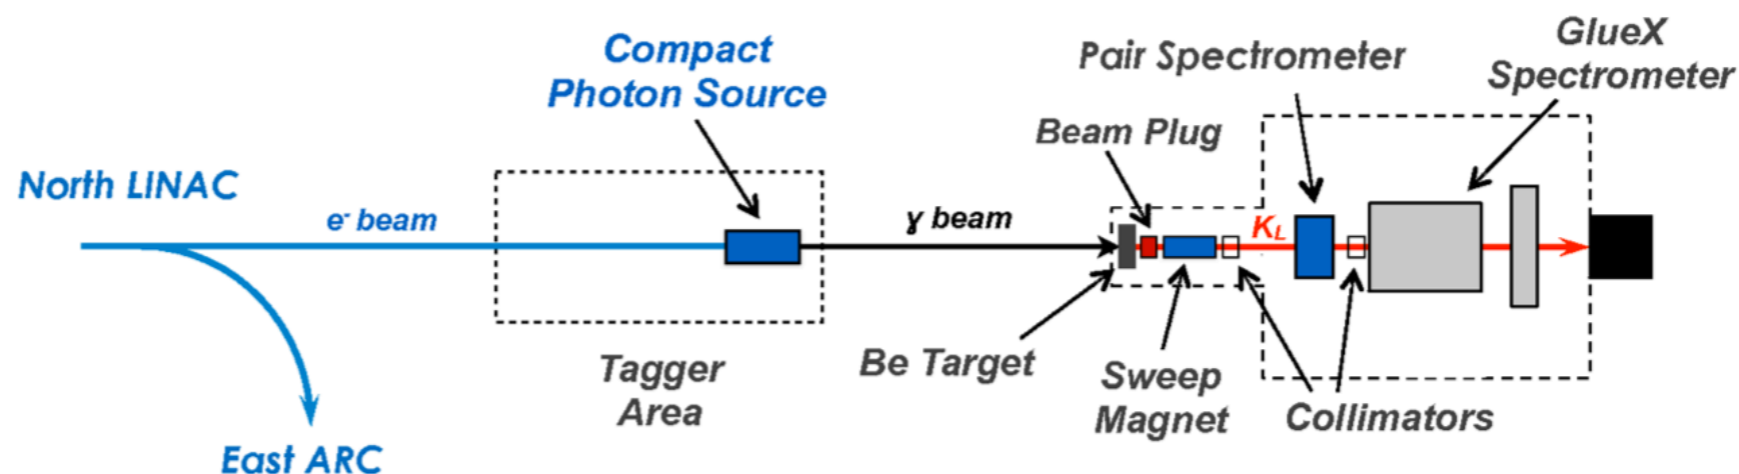 Compact
Photon Source
Pair Spectrometer
GlueX
Spectrometer
Beam Plug
North LINAC
e- beam
ɣ beam
KL
Tagger
Area
Be Target
Sweep
Magnet
Collimators
East ARC